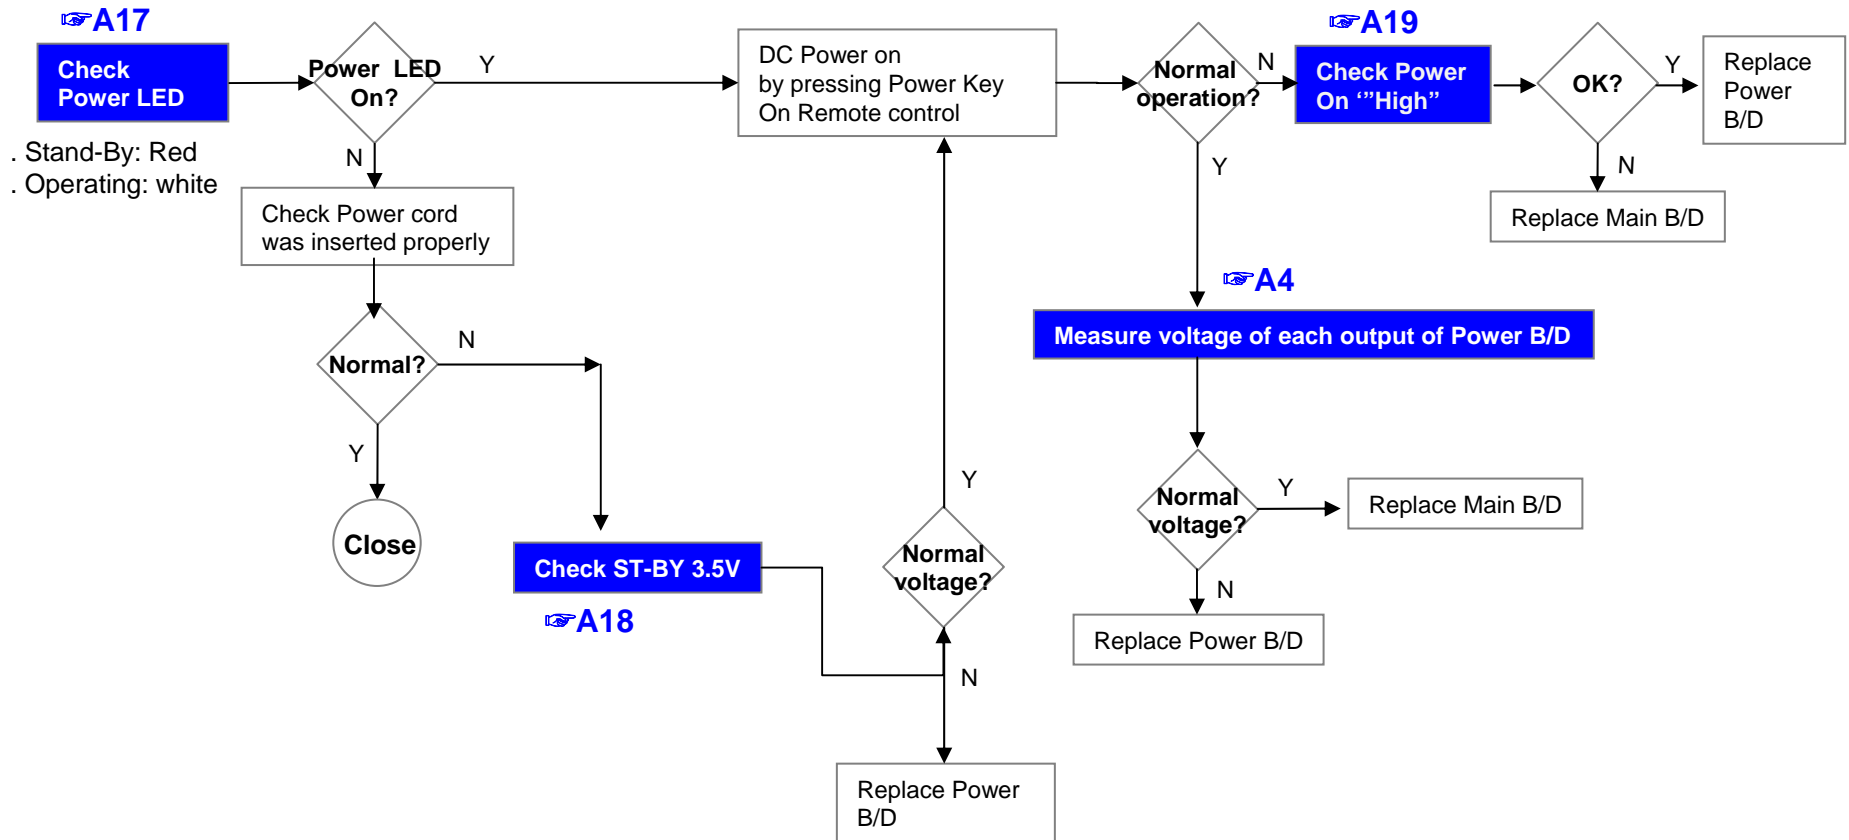 ☞A17
Check
Power LED
. Stand-By: Red
. Operating: white
Power LED
On?
Y
N
Check Power cord
was inserted properly
Normal?
N
Y
Close
Check ST-BY 3.5V
☞A18
DC Power on
by pressing Power Key
On Remote control
Y
Normal
voltage?
N
Replace Power
B/D
Normal
operation?
N
Y
☞A19
Check Power
On ‘"High"
OK?
Y
Replace
Power
B/D
N
Replace Main B/D
☞A4
Measure voltage of each output of Power B/D
Normal
voltage?
Y
Replace Main B/D
N
Replace Power B/D